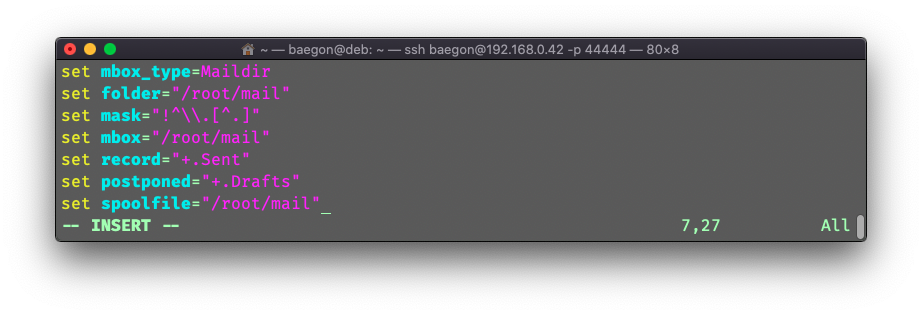 ~ — baegon@deb: ~ — ssh baegon@192.168.0.42 -p 44444 — 80×8
set mbox_type=Maildir
set folder="/root/mail"
set mask="!^\\.[^.]"
set mbox="/root/mail"
set record="+.Sent"
set postponed="+.Drafts"
set spoolfile="/root/mail"_
-- INSERT -- 7,27 All